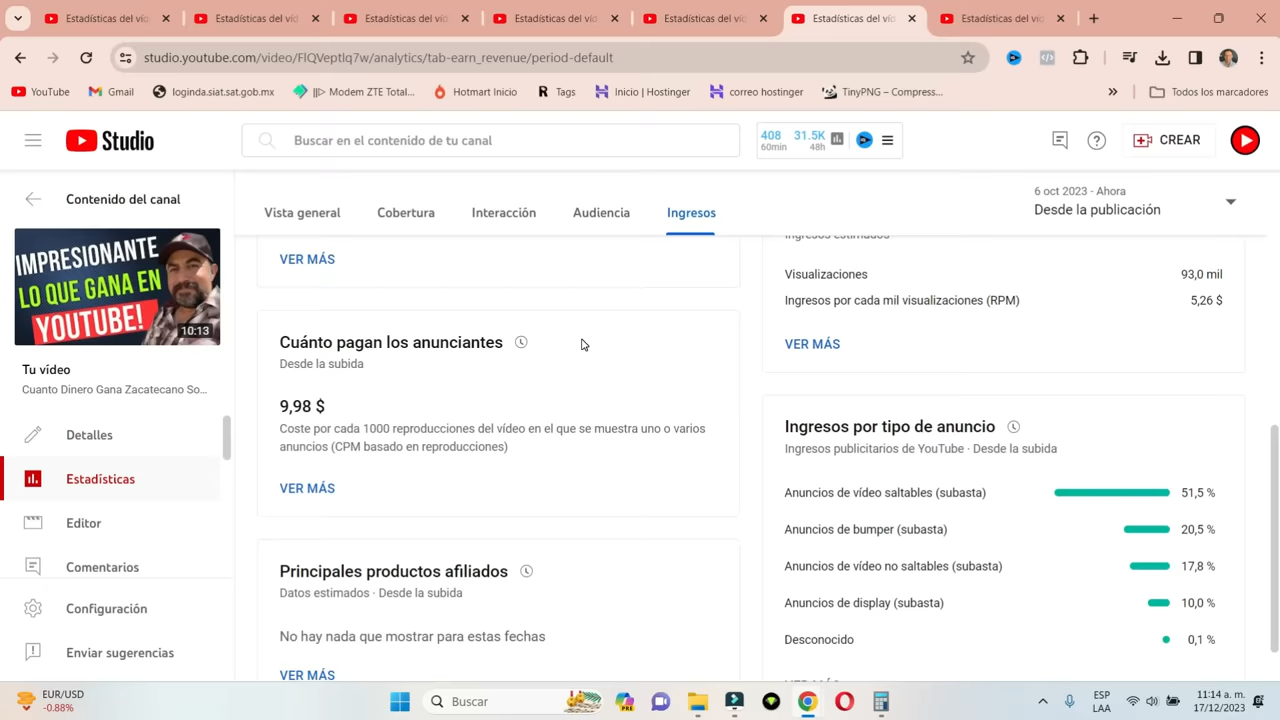 Estadísticas del víd
Estadísticas del víd
Estadísticas del víd
Estadísticas del víd
Estadísticas del víd
Estadísticas del víd
Estadísticas del víd
studio.youtube.com/video/FIQVeptlq7w/analytics/tab-earn_revenue/period-default
YouTube
Gmail
loginda.siat.sat.gob.mx
||▷ Modem ZTE Total...
Hotmart Inicio
Tags
Inicio | Hostinger
correo hostinger
TinyPNG – Compress...
Todos los marcadores
Studio
Buscar en el contenido de tu canal
408 31.5K
60min 48h
CREAR
Contenido del canal
Vista general
Cobertura
Interacción
Audiencia
Ingresos
6 oct 2023 - Ahora
Desde la publicación
IMPRESIONANTE
LO QUE GANA EN
YOUTUBE!
10:13
Tu vídeo
Cuanto Dinero Gana Zacatecano So...
Detalles
Estadísticas
Editor
Comentarios
Configuración
Enviar sugerencias
VER MÁS
Cuánto pagan los anunciantes
Desde la subida
9,98 $
Coste por cada 1000 reproducciones del vídeo en el que se muestra uno o varios
anuncios (CPM basado en reproducciones)
VER MÁS
Principales productos afiliados
Datos estimados · Desde la subida
No hay nada que mostrar para estas fechas
VER MÁS
Ingresos estimados
Visualizaciones 93,0 mil
Ingresos por cada mil visualizaciones (RPM) 5,26 $
VER MÁS
Ingresos por tipo de anuncio
Ingresos publicitarios de YouTube · Desde la subida
Anuncios de vídeo saltables (subasta) 51,5 %
Anuncios de bumper (subasta) 20,5 %
Anuncios de vídeo no saltables (subasta) 17,8 %
Anuncios de display (subasta) 10,0 %
Desconocido 0,1 %
VER MÁS
EUR/USD
-0.88%
Buscar
PRE
ESP
LAA
11:14 a. m.
17/12/2023